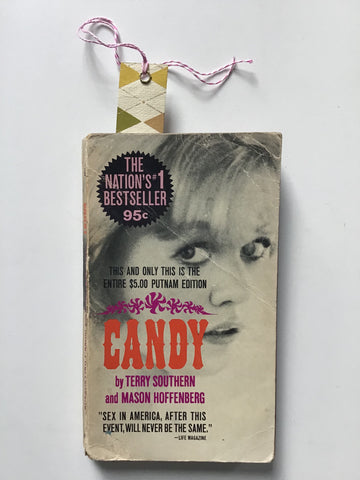 THE
NATION'S #1
BESTSELLER
95c
THIS AND ONLY THIS IS THE
ENTIRE $5.00 PUTNAM EDITION
CANDY
by TERRY SOUTHERN
and MASON HOFFENBERG
"SEX IN AMERICA, AFTER THIS
EVENT, WILL NEVER BE THE SAME."
—LIFE MAGAZINE.